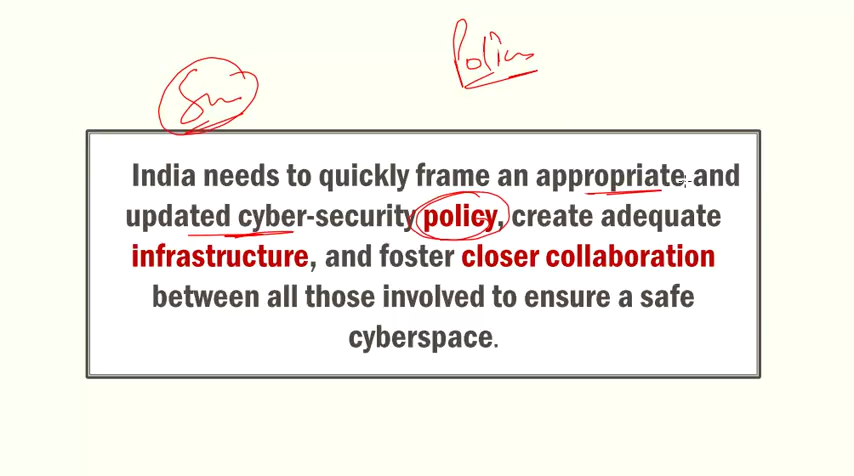 India needs to quickly frame an appropriate and
updated cyber-security policy, create adequate
infrastructure, and foster closer collaboration
between all those involved to ensure a safe
cyberspace.